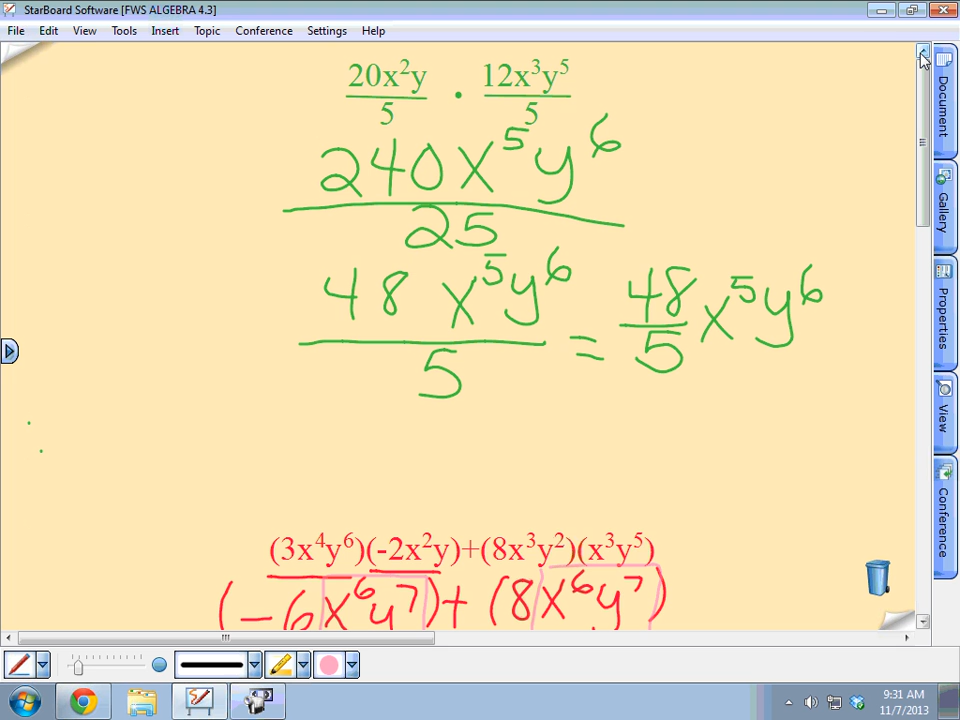 StarBoard Software [FWS ALGEBRA 4.3]
File Edit View Tools Insert Topic Conference Settings Help
20x²y/5 · 12x³y⁵/5
240x⁵y⁶
25
48 x⁵y⁶/5 = 48/5 x⁵y⁶
(3x⁴y⁶)(-2x²y)+(8x³y²)(x³y⁵)
(-6x⁶y⁷)+(8x⁶y⁷)
Document
Gallery
Properties
View
Conference
9:31 AM
11/7/2013